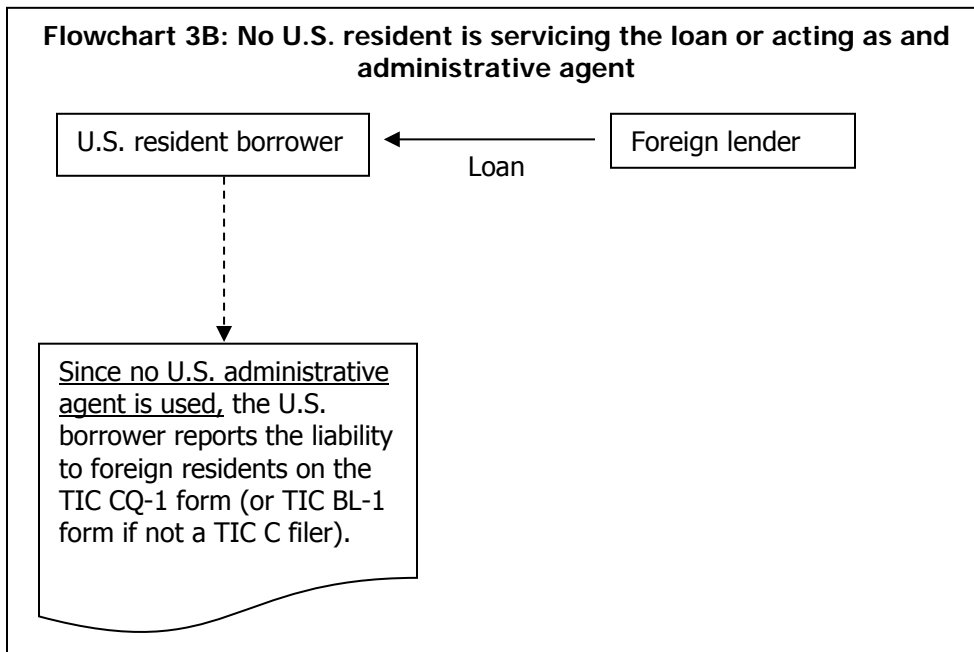 Flowchart 3B: No U.S. resident is servicing the loan or acting as and
administrative agent
U.S. resident borrower
Foreign lender
Loan
Since no U.S. administrative
agent is used, the U.S.
borrower reports the liability
to foreign residents on the
TIC CQ-1 form (or TIC BL-1
form if not a TIC C filer).